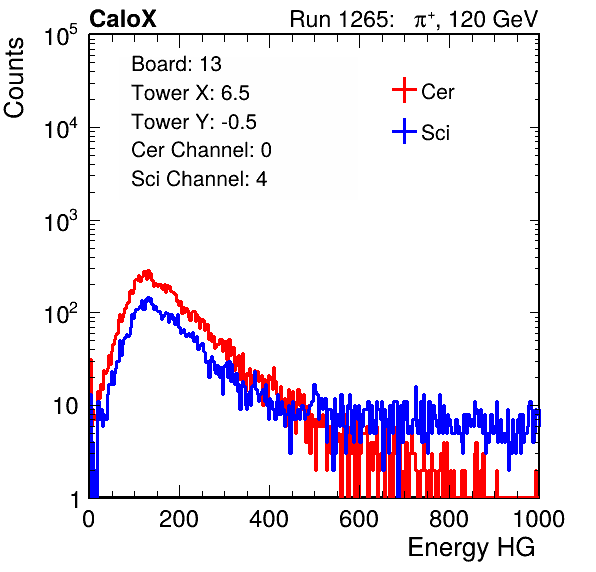 CaloX Run 1265: π⁺, 120 GeV
Counts
Board: 13
Tower X: 6.5
Tower Y: -0.5
Cer Channel: 0
Sci Channel: 4
Cer
Sci
10⁵
10⁴
10³
10²
10
1
0 200 400 600 800 1000
Energy HG